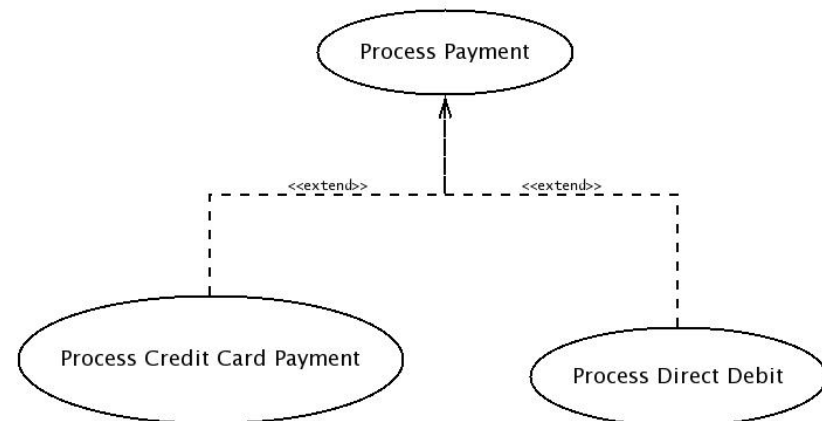 Process Payment
<<extend>>
<<extend>>
Process Credit Card Payment
Process Direct Debit